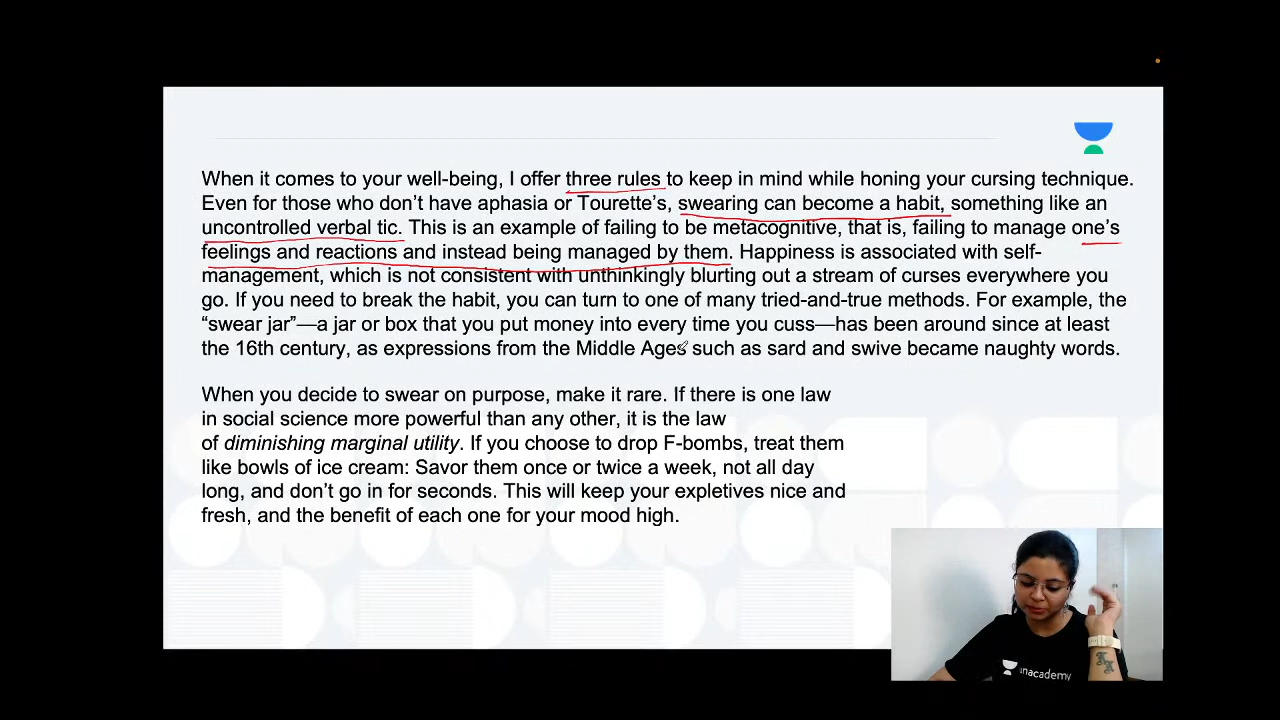 When it comes to your well-being, I offer three rules to keep in mind while honing your cursing technique.
Even for those who don’t have aphasia or Tourette’s, swearing can become a habit, something like an
uncontrolled verbal tic. This is an example of failing to be metacognitive, that is, failing to manage one’s
feelings and reactions and instead being managed by them. Happiness is associated with self-
management, which is not consistent with unthinkingly blurting out a stream of curses everywhere you
go. If you need to break the habit, you can turn to one of many tried-and-true methods. For example, the
“swear jar”—a jar or box that you put money into every time you cuss—has been around since at least
the 16th century, as expressions from the Middle Ages such as sard and swive became naughty words.
When you decide to swear on purpose, make it rare. If there is one law
in social science more powerful than any other, it is the law
of diminishing marginal utility. If you choose to drop F-bombs, treat them
like bowls of ice cream: Savor them once or twice a week, not all day
long, and don’t go in for seconds. This will keep your expletives nice and
fresh, and the benefit of each one for your mood high.
unacademy